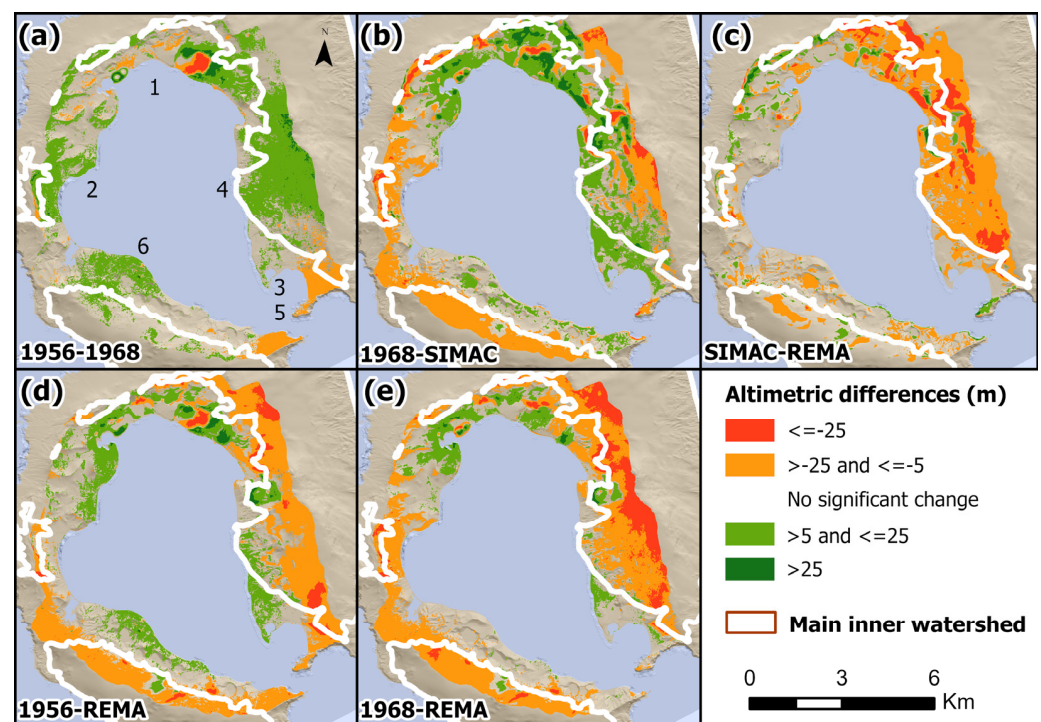 (a)
N
1
2
4
6
3
5
1956-1968
(b)
1968-SIMAC
(c)
SIMAC-REMA
(d)
1956-REMA
(e)
1968-REMA
Altimetric differences (m)
<=-25
>-25 and <=-5
No significant change
>5 and <=25
>25
Main inner watershed
0 3 6
Km